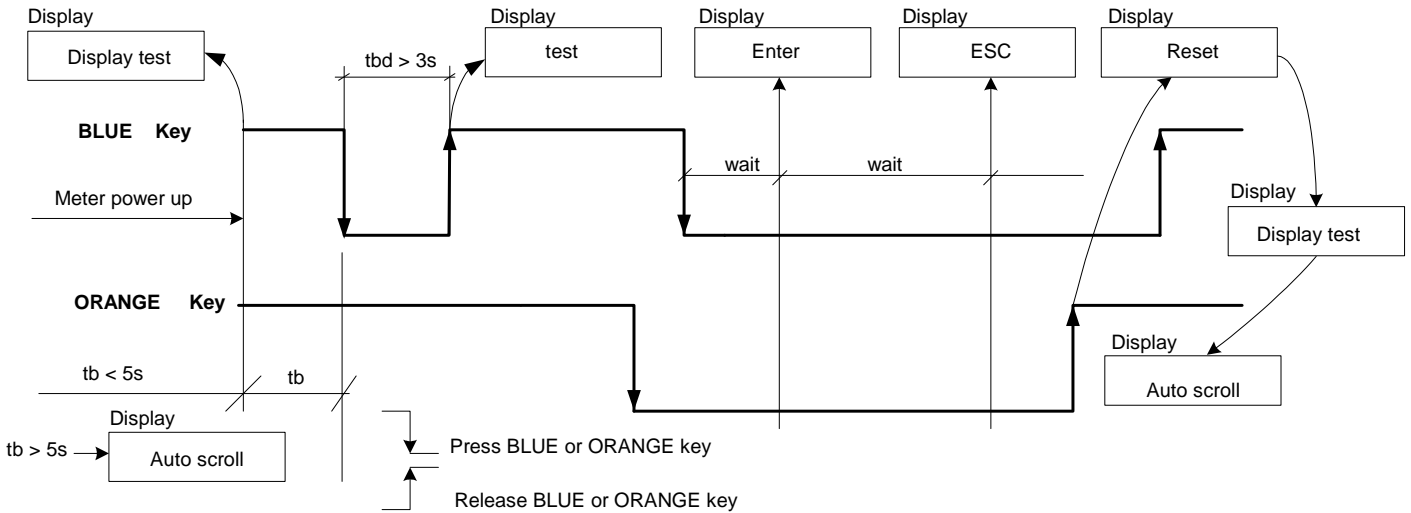 Display
Display test
Display
test
Display
Enter
Display
ESC
Display
Reset
tbd > 3s
BLUE Key
wait
wait
Meter power up
Display
Display test
ORANGE Key
Display
Auto scroll
tb < 5s
tb
Display
tb > 5s
Auto scroll
Press BLUE or ORANGE key
Release BLUE or ORANGE key